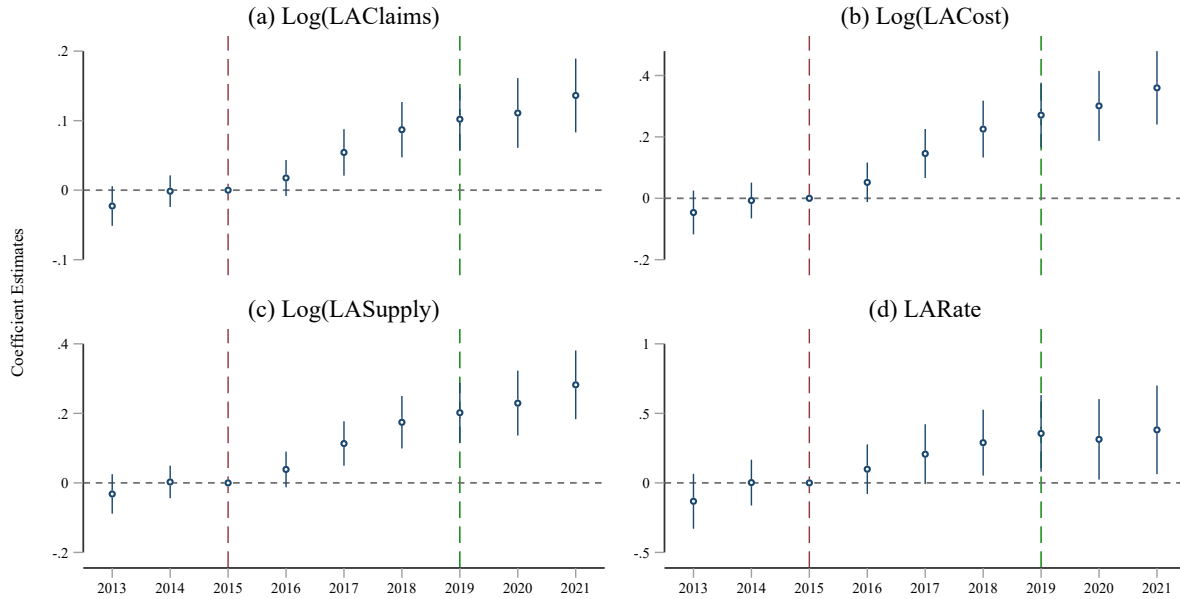 (a) Log(LAClaims)
(b) Log(LACost)
.2
.1
0
-.1
.4
.2
0
-.2
Coefficient Estimates
(c) Log(LASupply)
(d) LARate
.4
.2
0
-.2
1
0.5
0
-0.5
2013 2014 2015 2016 2017 2018 2019 2020 2021
2013 2014 2015 2016 2017 2018 2019 2020 2021